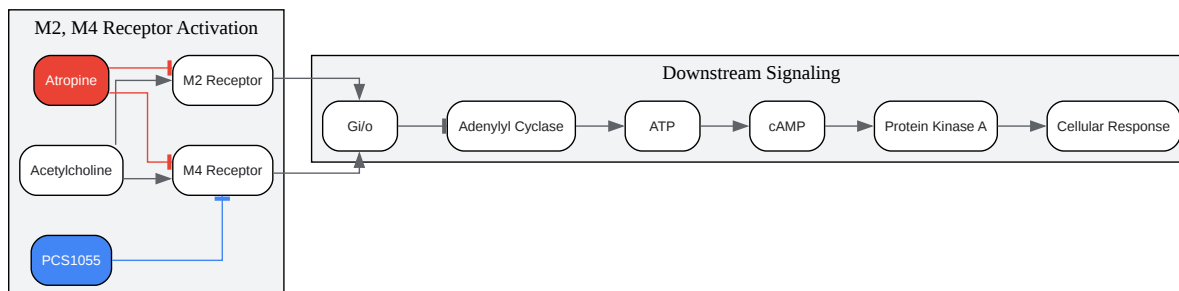 M2, M4 Receptor Activation
Atropine
M2 Receptor
Acetylcholine
M4 Receptor
PCS1055
Downstream Signaling
Gi/o
Adenylyl Cyclase
ATP
cAMP
Protein Kinase A
Cellular Response